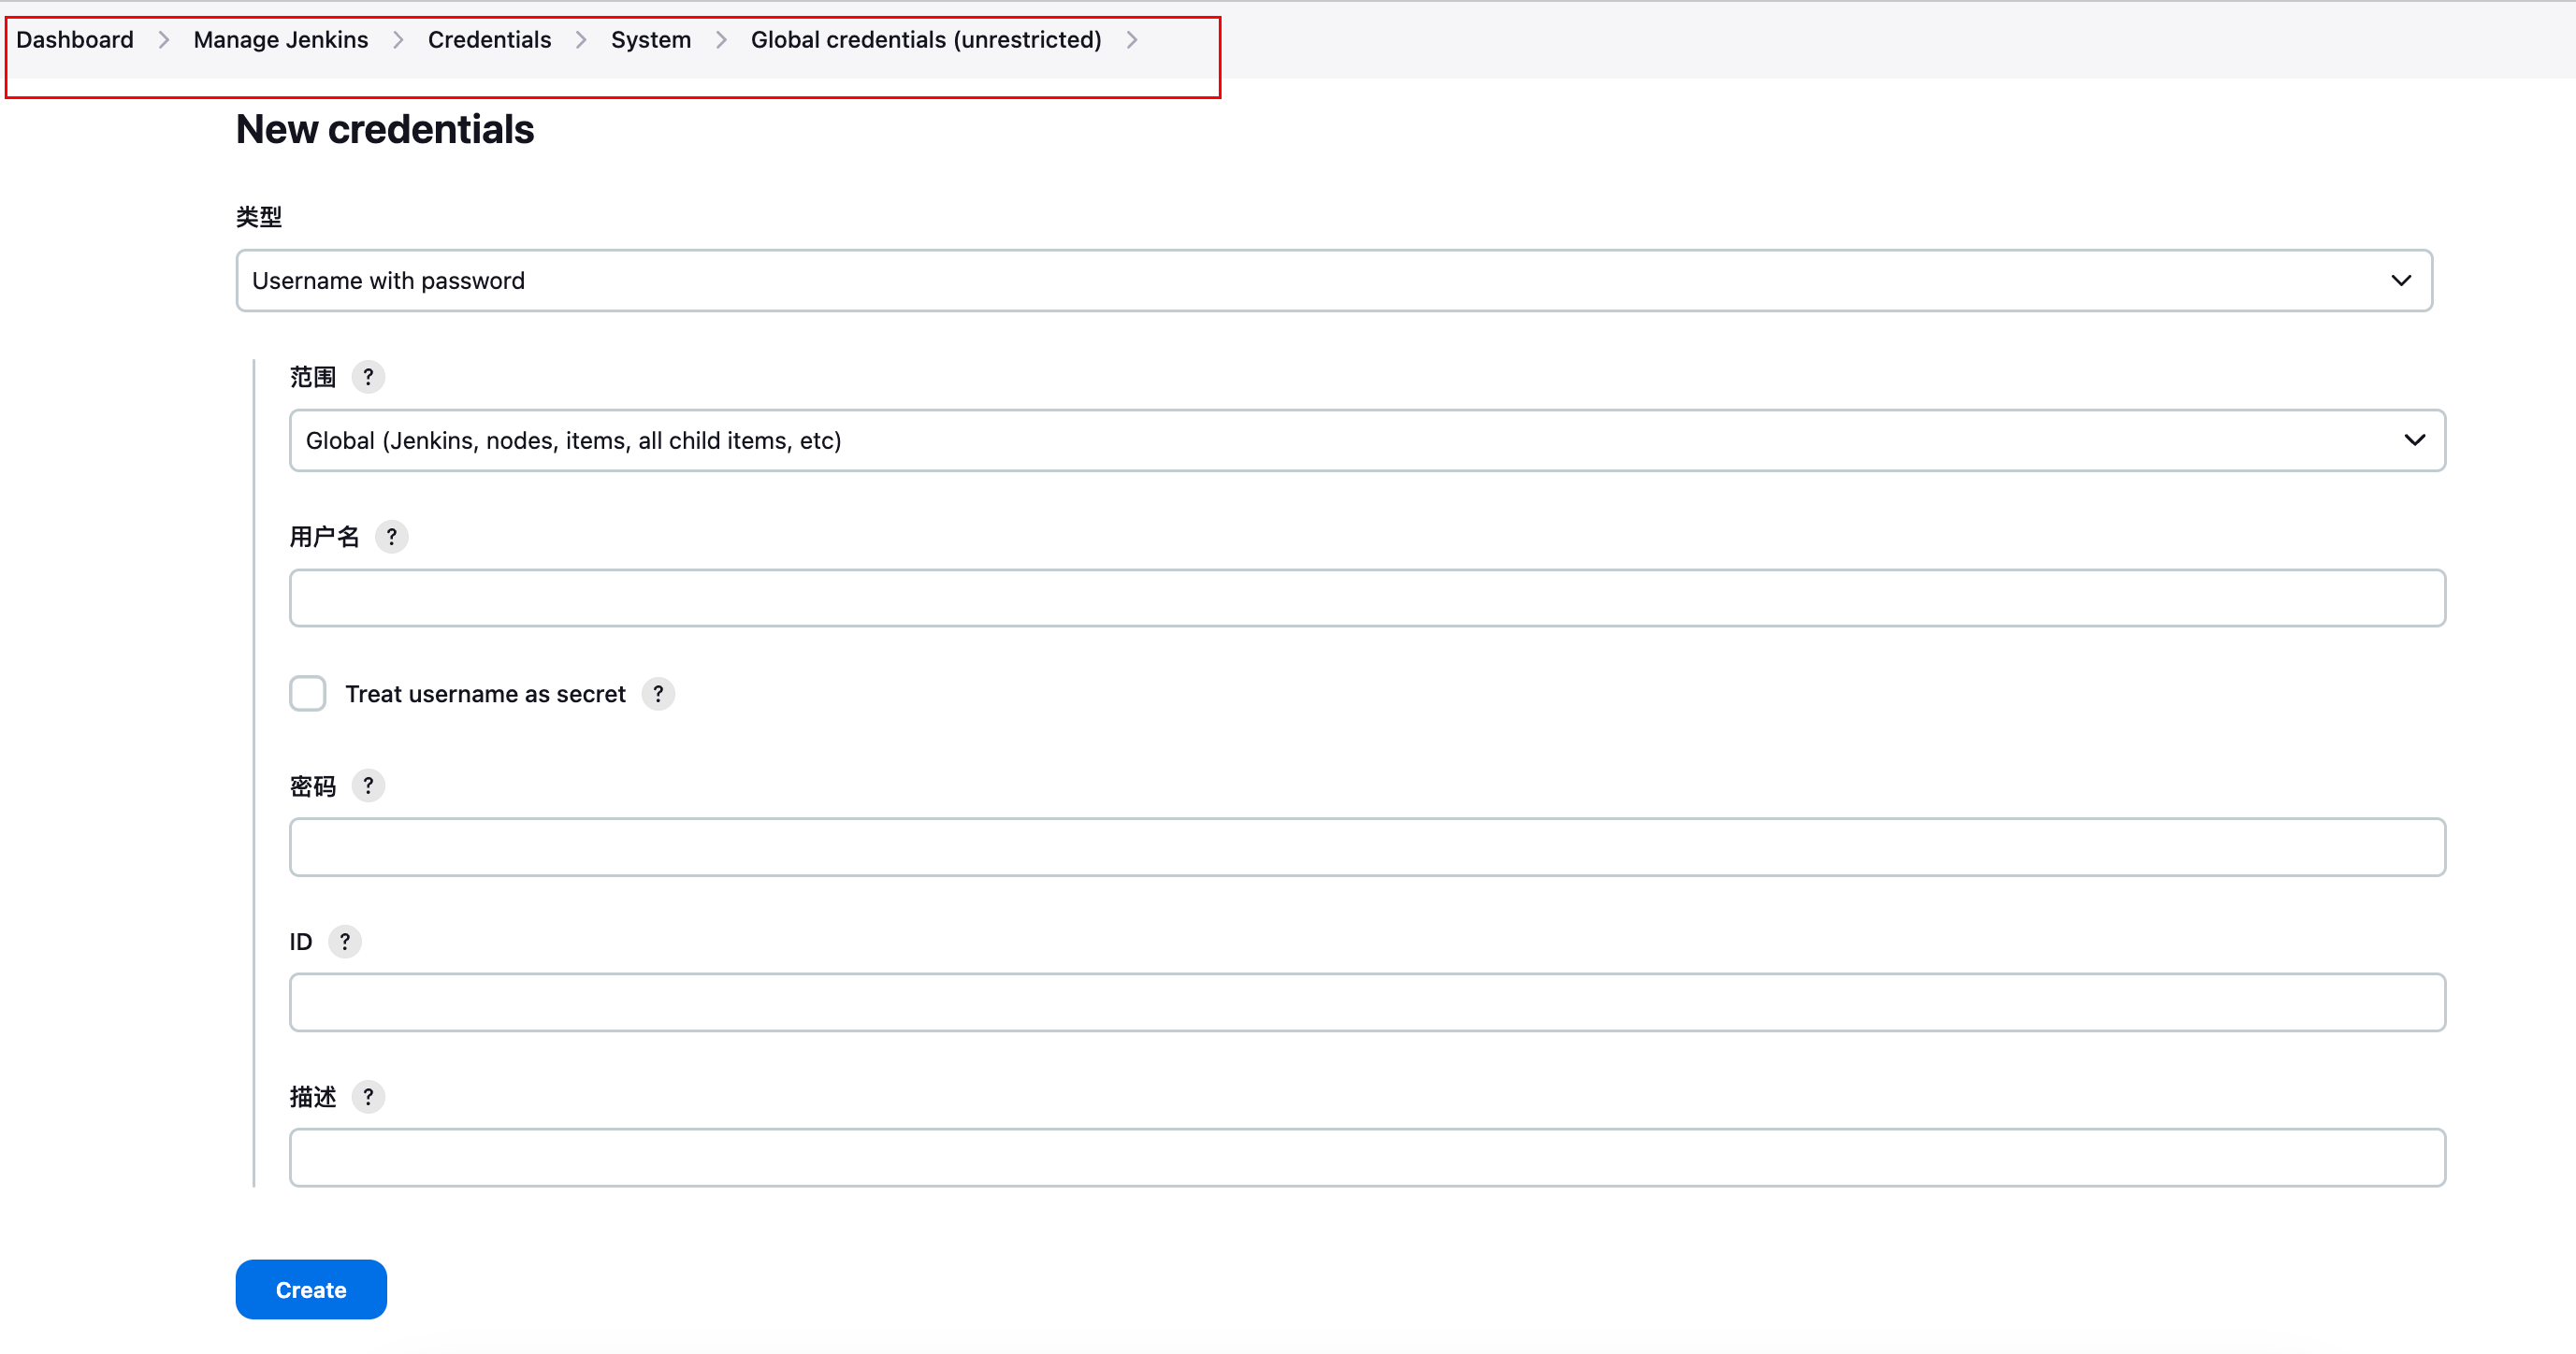 Dashboard > Manage Jenkins > Credentials > System > Global credentials (unrestricted) >
New credentials
类型
Username with password
范围 ?
Global (Jenkins, nodes, items, all child items, etc)
用户名 ?
Treat username as secret ?
密码 ?
ID ?
描述 ?
Create